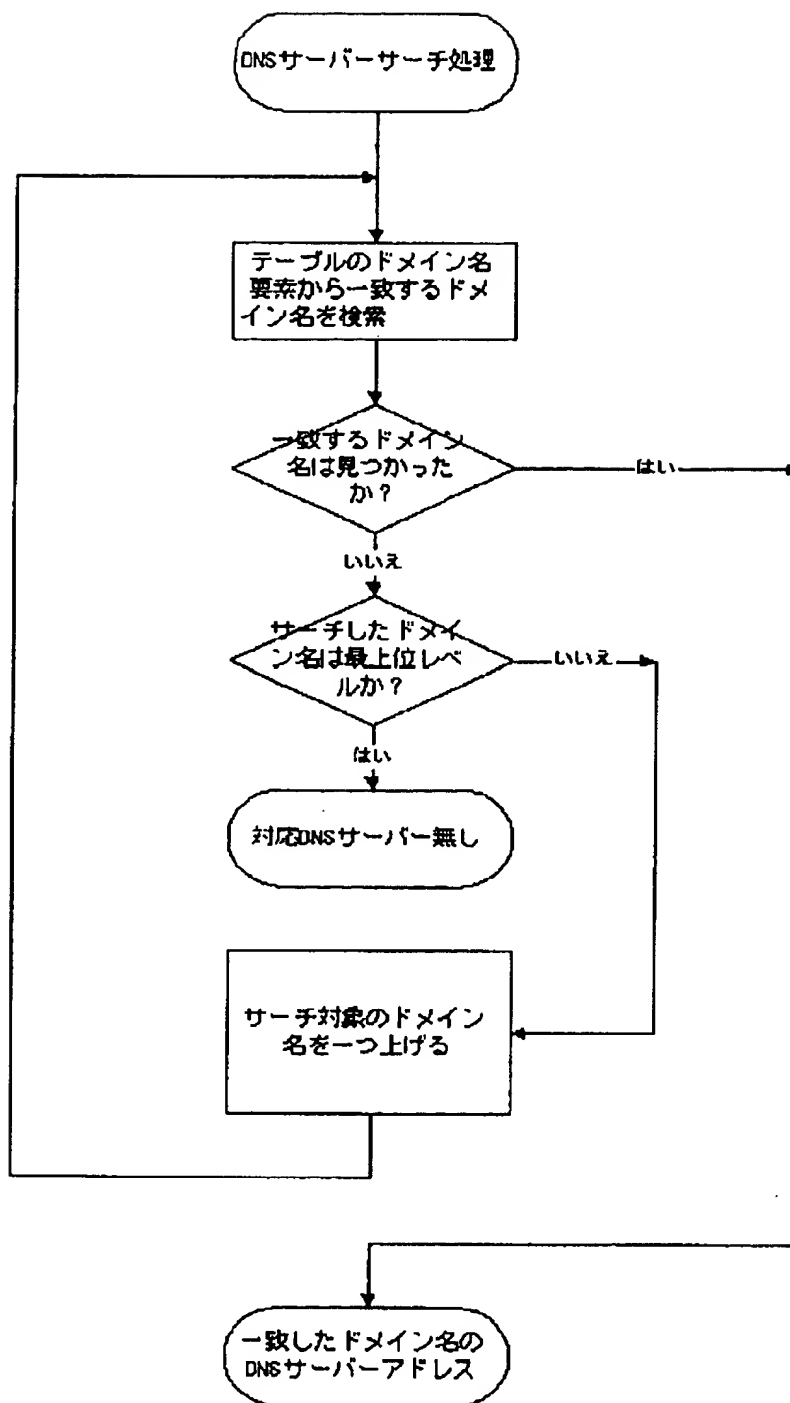 DNSサーバーサーチ処理
テーブルのドメイン名
要素から一致するドメ
イン名を検索
一致するドメイン
名は見つかった
か？
はい
いいえ
サーチしたドメイ
ン名は最上位レベ
ルか？
いいえ
はい
対応DNSサーバー無し
サーチ対象のドメイン
名を一つ上げる
一致したドメイン名の
DNSサーバーアドレス